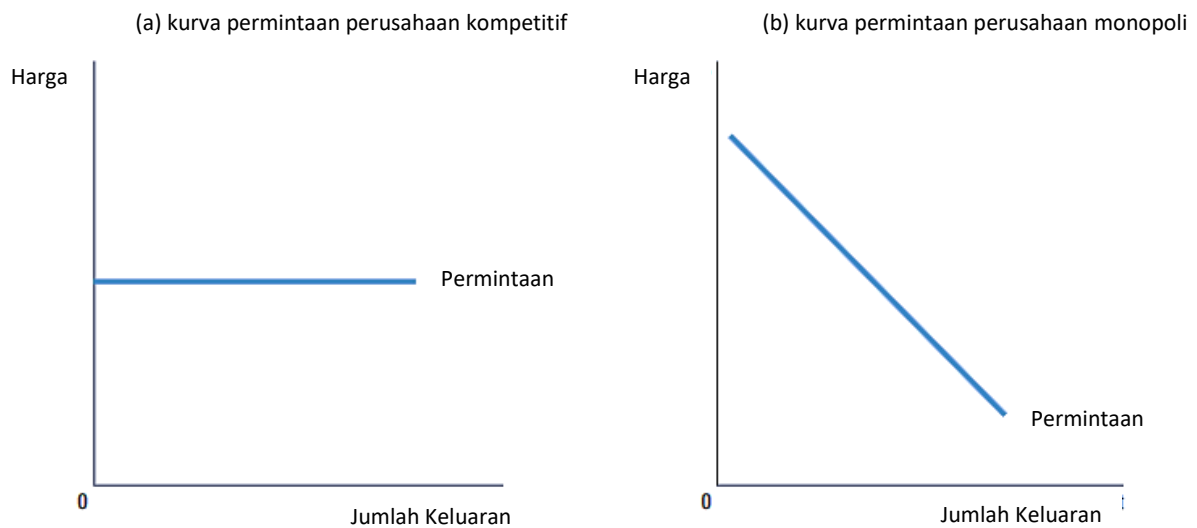 (a) kurva permintaan perusahaan kompetitif
Harga
Permintaan
0
Jumlah Keluaran
(b) kurva permintaan perusahaan monopoli
Harga
Permintaan
0
Jumlah Keluaran